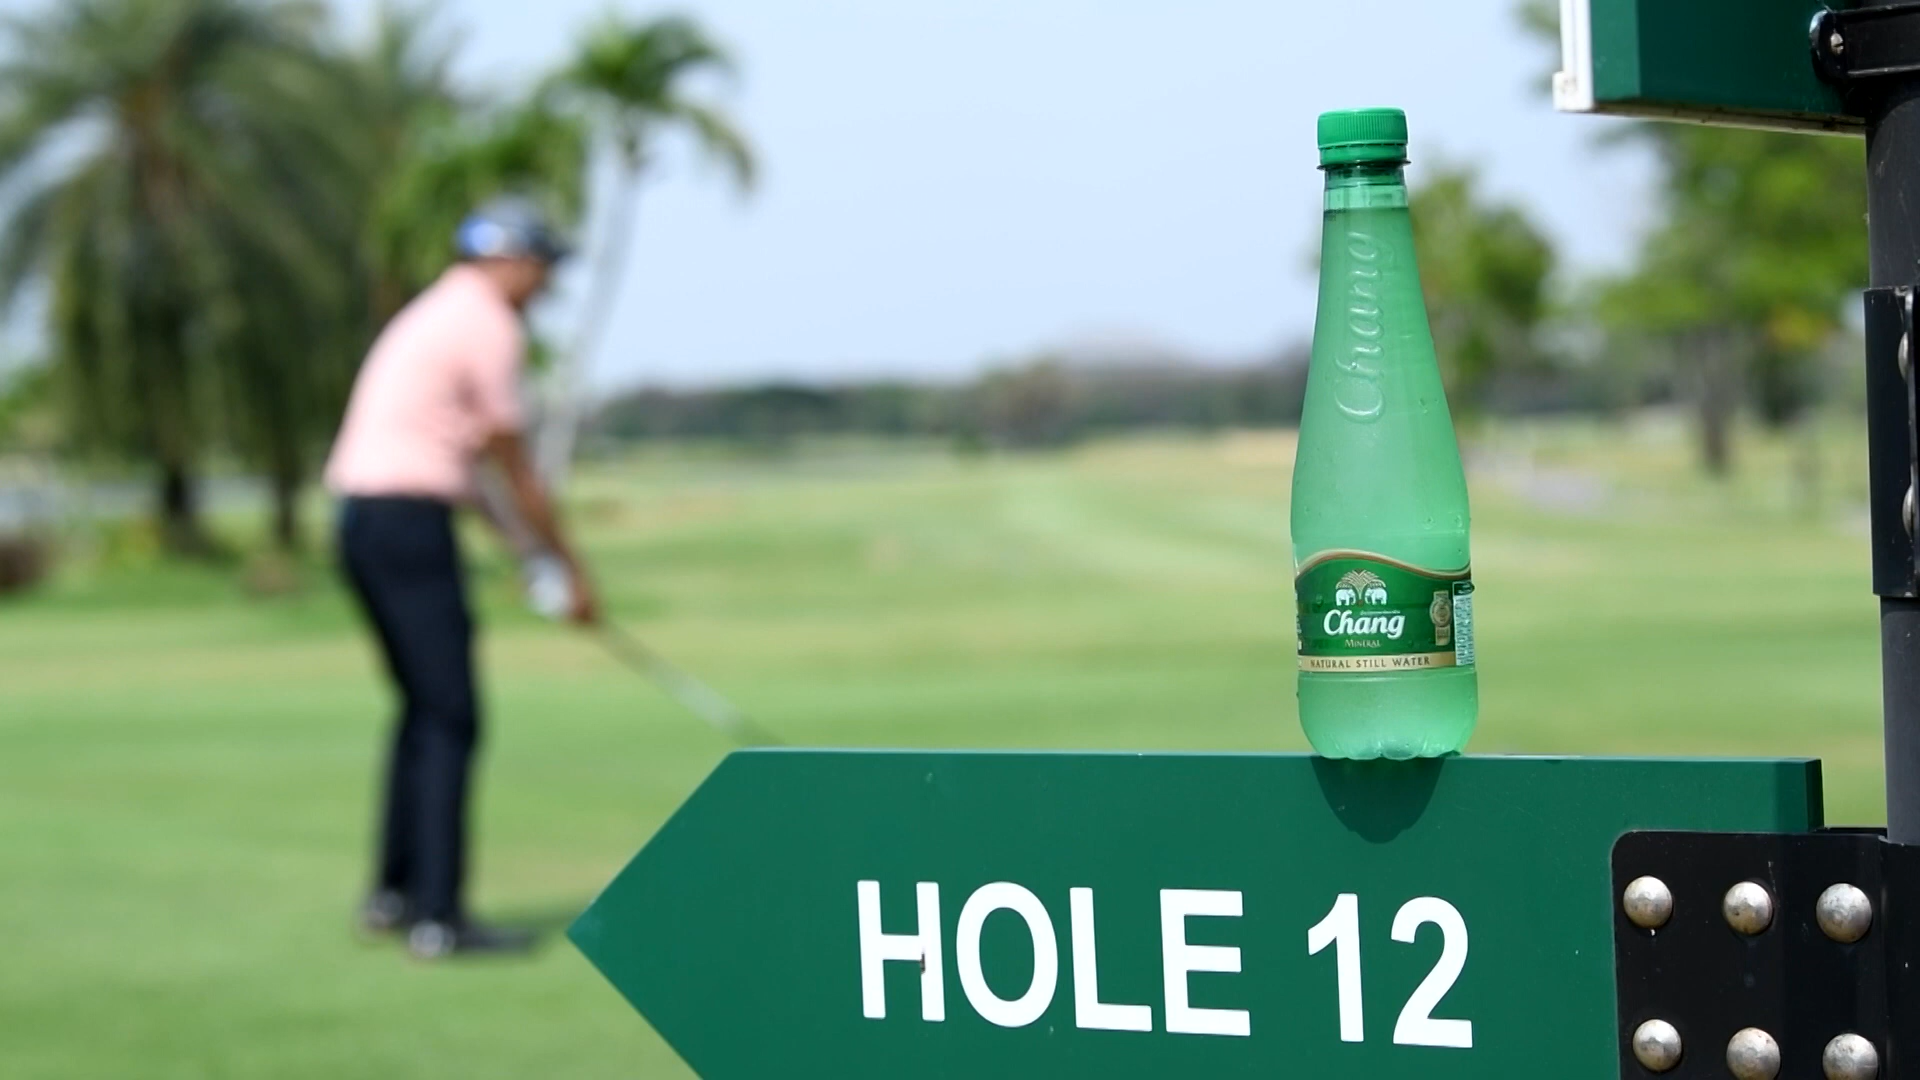 Chang
Chang
MINERAL
NATURAL STILL WATER
HOLE 12